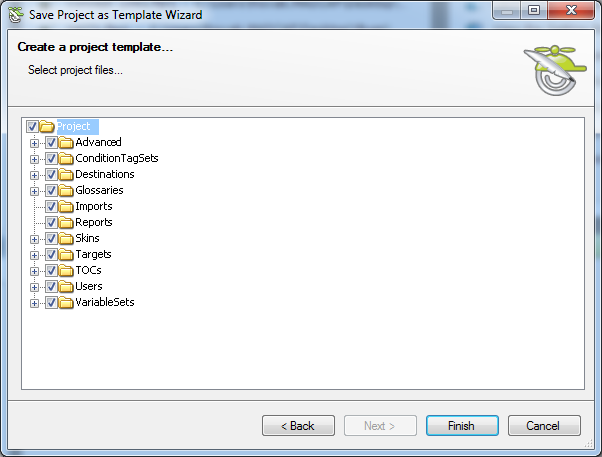 Save Project as Template Wizard
Create a project template...
Select project files...
Project
Advanced
ConditionTagSets
Destinations
Glossaries
Imports
Reports
Skins
Targets
TOCs
Users
VariableSets
< Back
Next >
Finish
Cancel